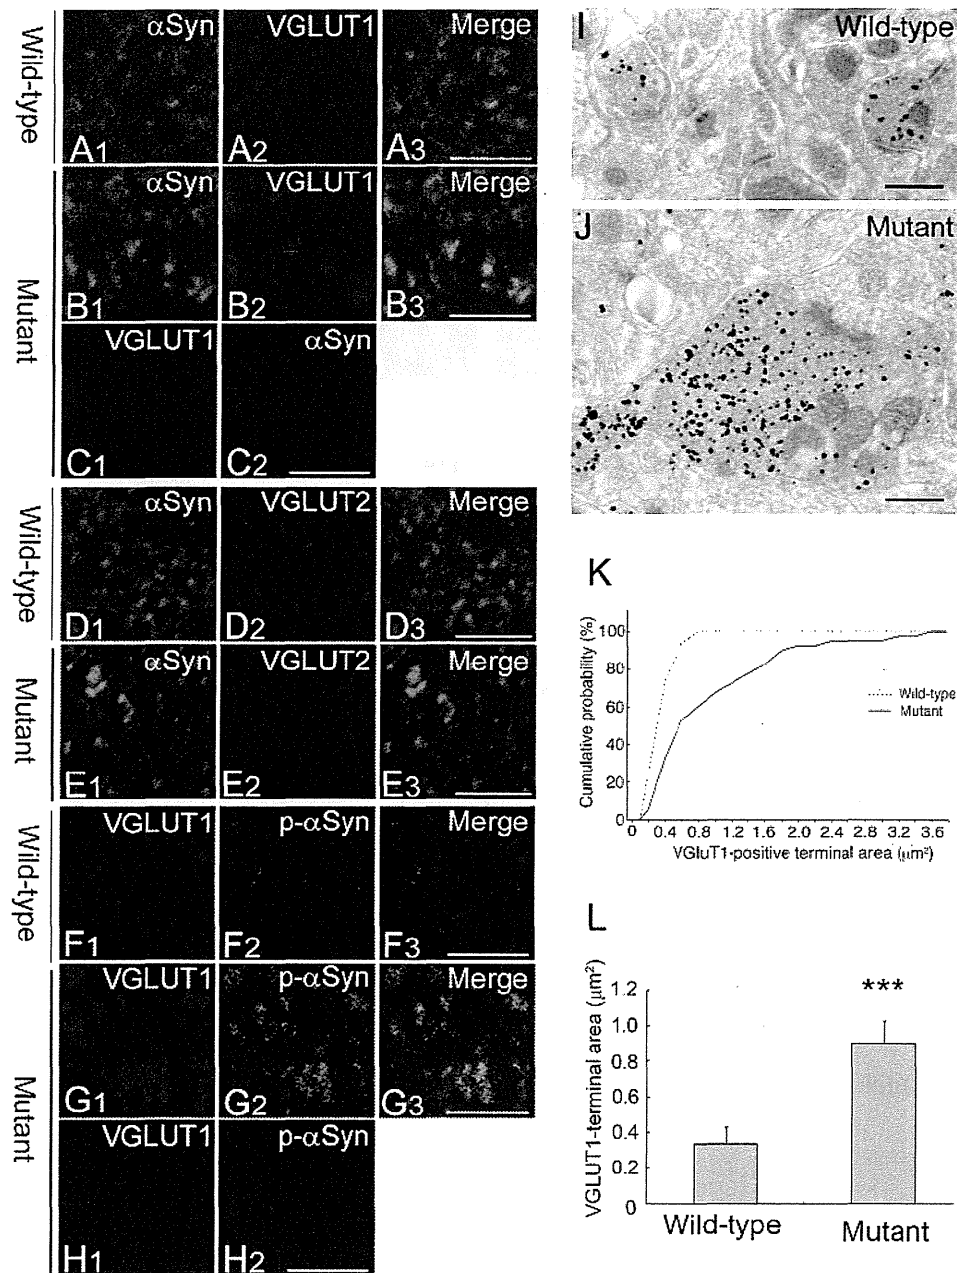 Wild-type
αSyn
VGLUT1
Merge
A1
A2
A3
Mutant
αSyn
VGLUT1
Merge
B1
B2
B3
VGLUT1
αSyn
C1
C2
Wild-type
αSyn
VGLUT2
Merge
D1
D2
D3
Mutant
αSyn
VGLUT2
Merge
E1
E2
E3
Wild-type
VGLUT1
p-αSyn
Merge
F1
F2
F3
Mutant
VGLUT1
p-αSyn
Merge
G1
G2
G3
VGLUT1
p-αSyn
H1
H2
I
Wild-type
J
Mutant
K
Cumulative probability (%)
100
80
60
40
20
0
Wild-type
Mutant
0 0.4 0.8 1.2 1.6 2.0 2.4 2.8 3.2 3.6
VGluT1-positive terminal area (μm²)
L
VGLUT1-terminal area (μm²)
1.2
1.0
0.8
0.6
0.4
0.2
0
***
Wild-type
Mutant